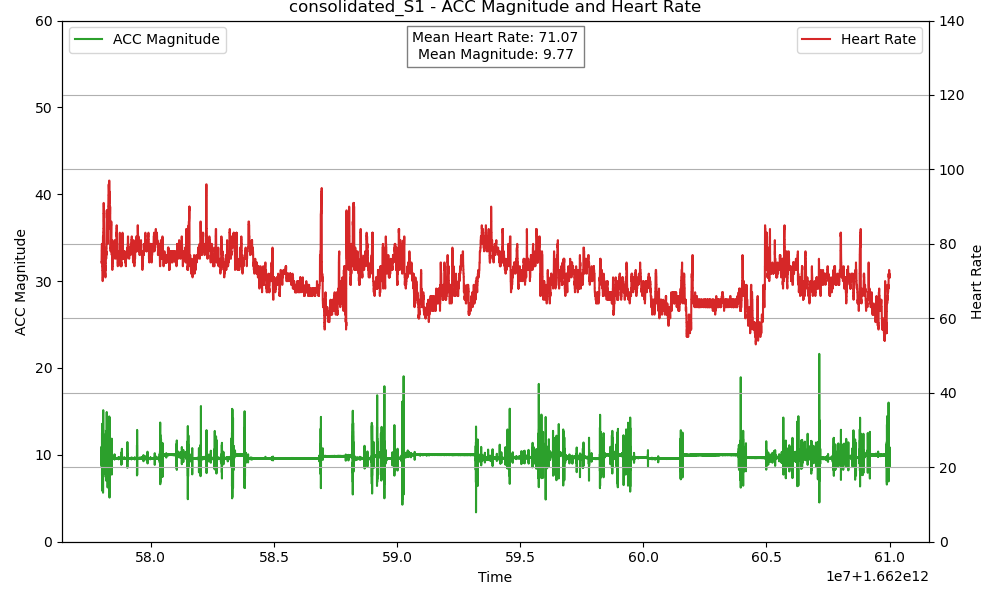 consolidated_S1 - ACC Magnitude and Heart Rate
ACC Magnitude
Mean Heart Rate: 71.07
Mean Magnitude: 9.77
Heart Rate
60
50
40
30
20
10
0
ACC Magnitude
140
120
100
80
60
40
20
0
Heart Rate
58.0 58.5 59.0 59.5 60.0 60.5 61.0
Time
1e7+1.662e12